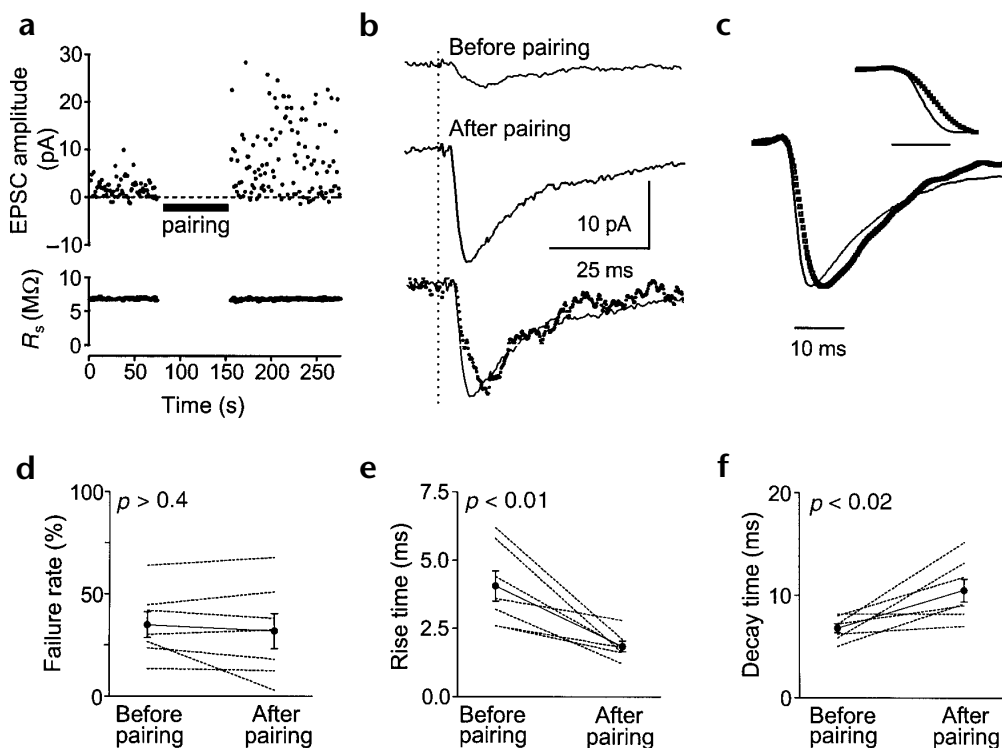 a
EPSC amplitude
(pA)
30
20
10
0
–10
pairing
Rs (MΩ)
10
5
0
0 50 100 150 200 250
Time (s)
b
Before pairing
After pairing
10 pA
25 ms
c
10 ms
d
Failure rate (%)
100
50
0
p > 0.4
Before
pairing
After
pairing
e
Rise time (ms)
7.5
5.0
2.5
0.0
p < 0.01
Before
pairing
After
pairing
f
Decay time (ms)
20
10
0
p < 0.02
Before
pairing
After
pairing